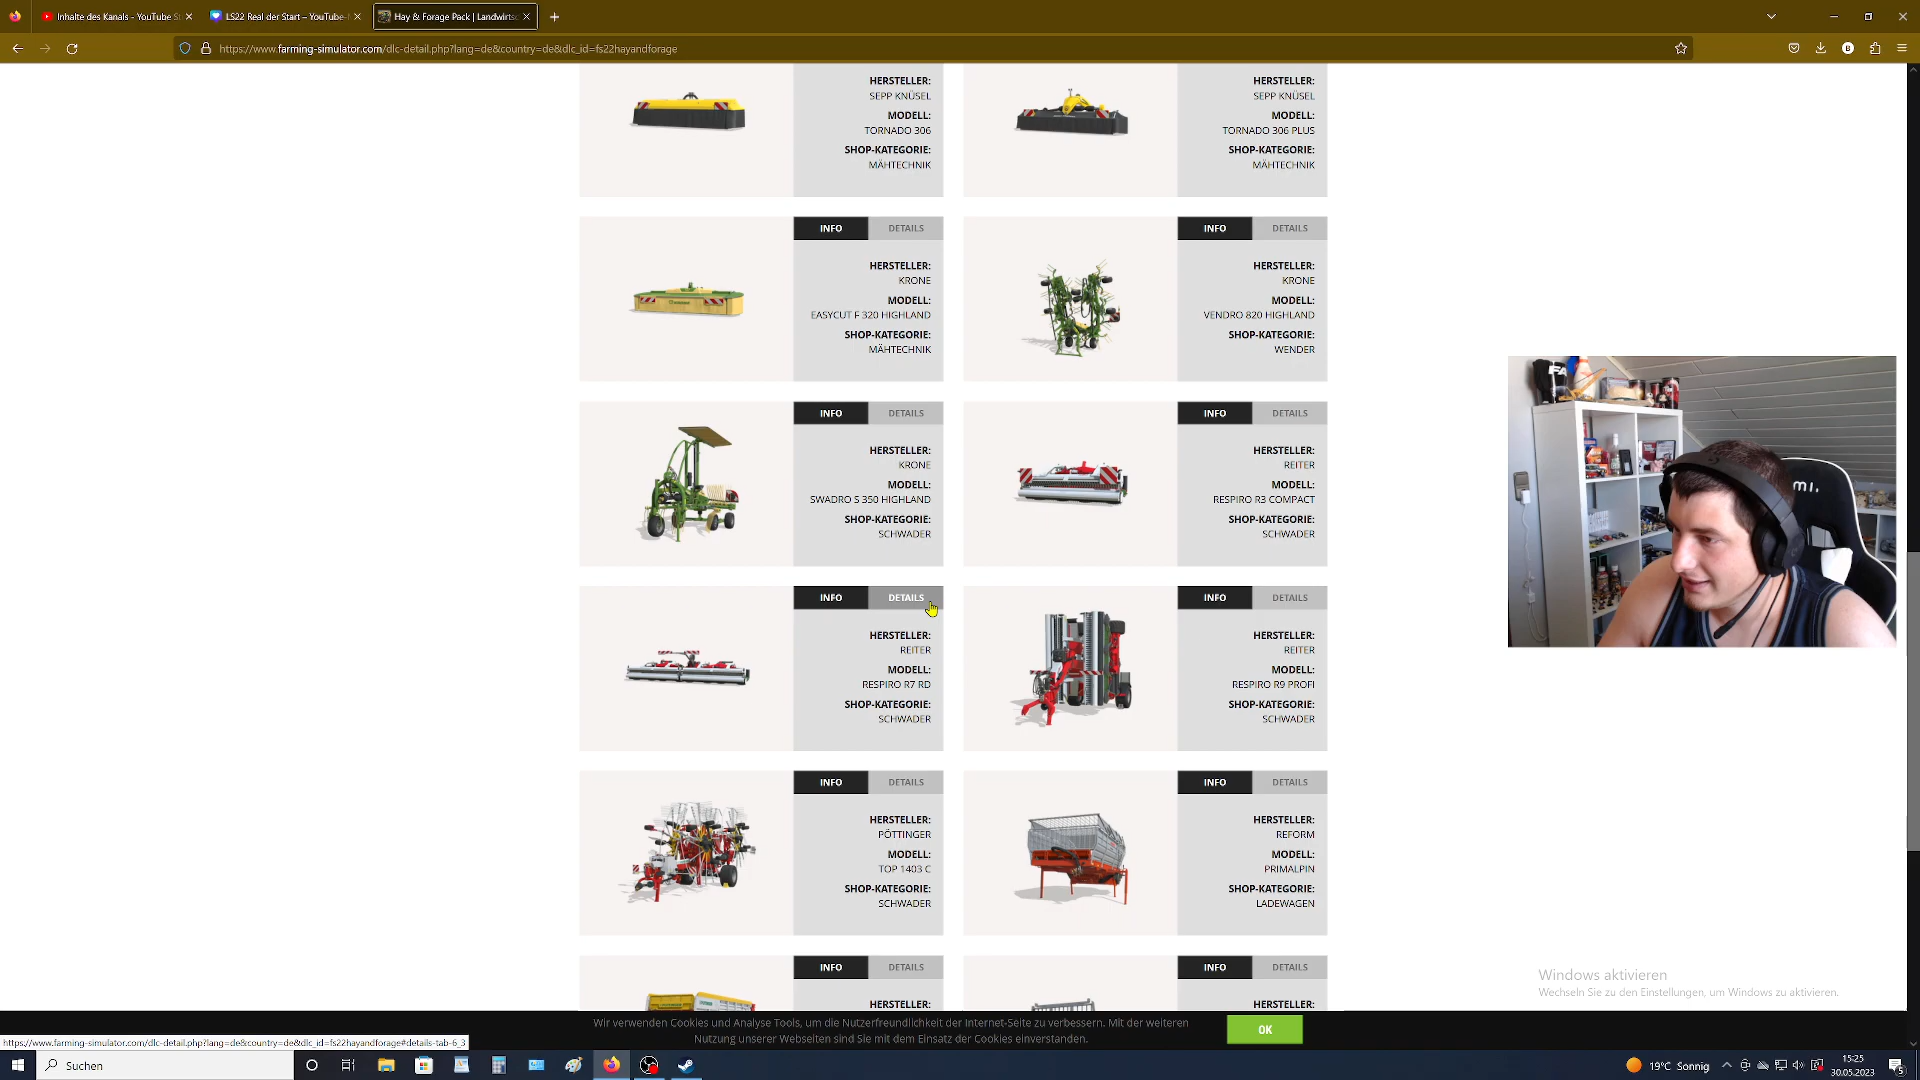 Inhalte des Kanals – YouTube St
LS22 Real der Start – YouTube-
Hay & Forage Pack | Landwirts
https://www.farming-simulator.com/dlc-detail.php?lang=de&country=de&dlc_id=fs22hayandforage
HERSTELLER:
SEPP KNÜSEL
MODELL:
TORNADO 306
SHOP-KATEGORIE:
MÄHTECHNIK
HERSTELLER:
SEPP KNÜSEL
MODELL:
TORNADO 306 PLUS
SHOP-KATEGORIE:
MÄHTECHNIK
INFO DETAILS
HERSTELLER:
KRONE
MODELL:
EASYCUT F 320 HIGHLAND
SHOP-KATEGORIE:
MÄHTECHNIK
INFO DETAILS
HERSTELLER:
KRONE
MODELL:
VENDRO 820 HIGHLAND
SHOP-KATEGORIE:
WENDER
INFO DETAILS
HERSTELLER:
KRONE
MODELL:
SWADRO S 350 HIGHLAND
SHOP-KATEGORIE:
SCHWADER
INFO DETAILS
HERSTELLER:
REITER
MODELL:
RESPIRO R3 COMPACT
SHOP-KATEGORIE:
SCHWADER
INFO DETAILS
HERSTELLER:
REITER
MODELL:
RESPIRO R7 RD
SHOP-KATEGORIE:
SCHWADER
INFO DETAILS
HERSTELLER:
REITER
MODELL:
RESPIRO R9 PROFI
SHOP-KATEGORIE:
SCHWADER
INFO DETAILS
HERSTELLER:
PÖTTINGER
MODELL:
TOP 1403 C
SHOP-KATEGORIE:
SCHWADER
INFO DETAILS
HERSTELLER:
REFORM
MODELL:
PRIMALPIN
SHOP-KATEGORIE:
LADEWAGEN
INFO DETAILS
HERSTELLER:
INFO DETAILS
HERSTELLER:
Windows aktivieren
Wechseln Sie zu den Einstellungen, um Windows zu aktivieren.
Wir verwenden Cookies und Analyse Tools, um die Nutzerfreundlichkeit der Internet-Seite zu verbessern. Mit der weiteren
Nutzung unserer Webseiten sind Sie mit dem Einsatz der Cookies einverstanden.
OK
https://www.farming-simulator.com/dlc-detail.php?lang=de&country=de&dlc_id=fs22hayandforage#details-tab-6_3
Suchen
19°C Sonnig
15:25
30.05.2023
5